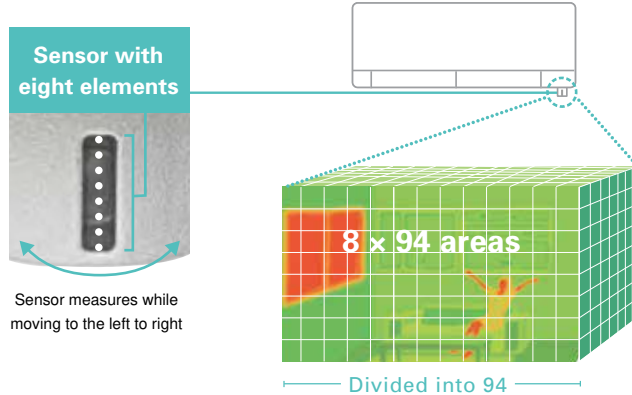 Sensor with
eight elements
8 × 94 areas
Sensor measures while
moving to the left to right
Divided into 94